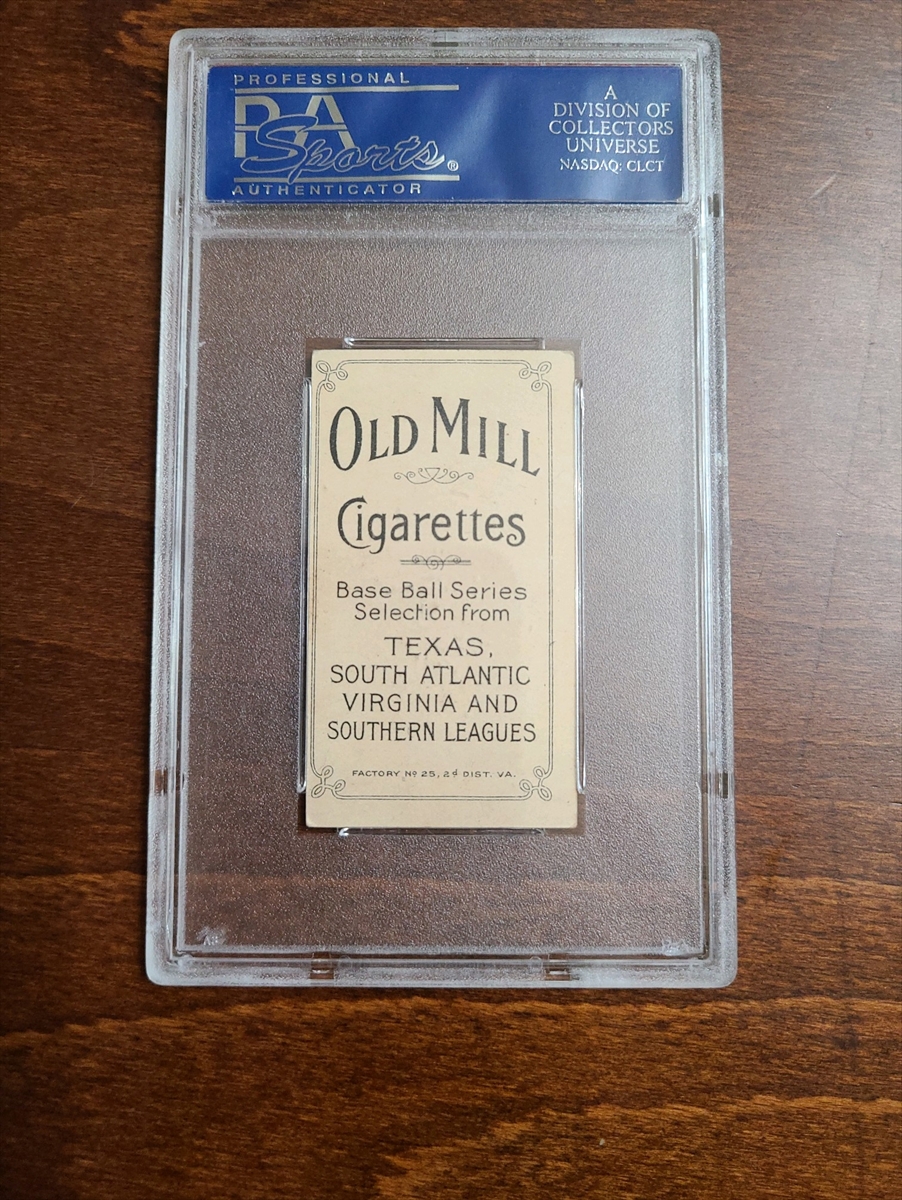 PROFESSIONAL
PSA
Sports®
AUTHENTICATOR
A
DIVISION OF
COLLECTORS
UNIVERSE
NASDAQ: CLCT
OLD MILL
Cigarettes
Base Ball Series
Selection from
TEXAS,
SOUTH ATLANTIC
VIRGINIA AND
SOUTHERN LEAGUES
FACTORY Nº 25, 2d DIST. VA.